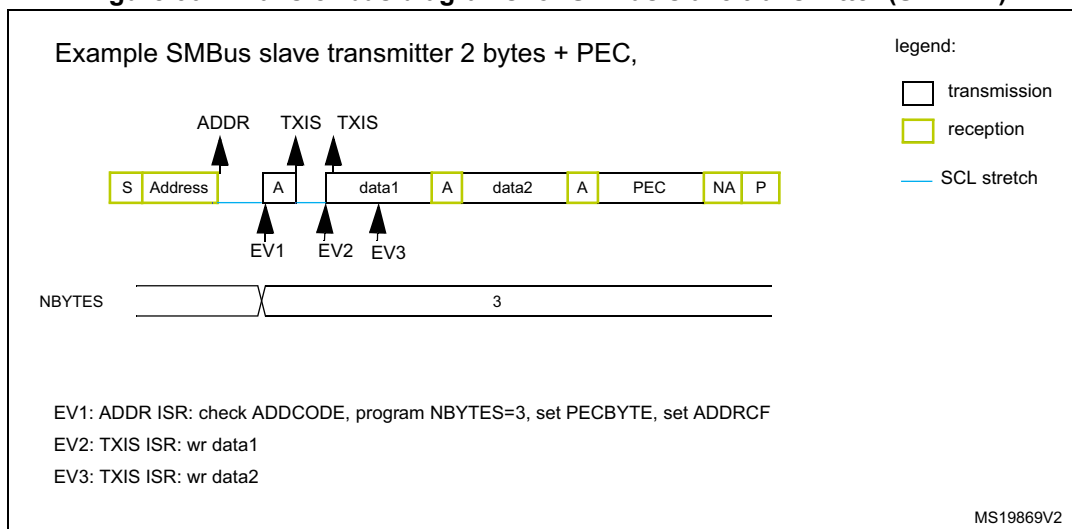 Example SMBus slave transmitter 2 bytes + PEC,
legend:
transmission
reception
SCL stretch
ADDR TXIS TXIS
S Address A data1 A data2 A PEC NA P
EV1 EV2 EV3
NBYTES 3
EV1: ADDR ISR: check ADDCODE, program NBYTES=3, set PECBYTE, set ADDRCF
EV2: TXIS ISR: wr data1
EV3: TXIS ISR: wr data2
MS19869V2